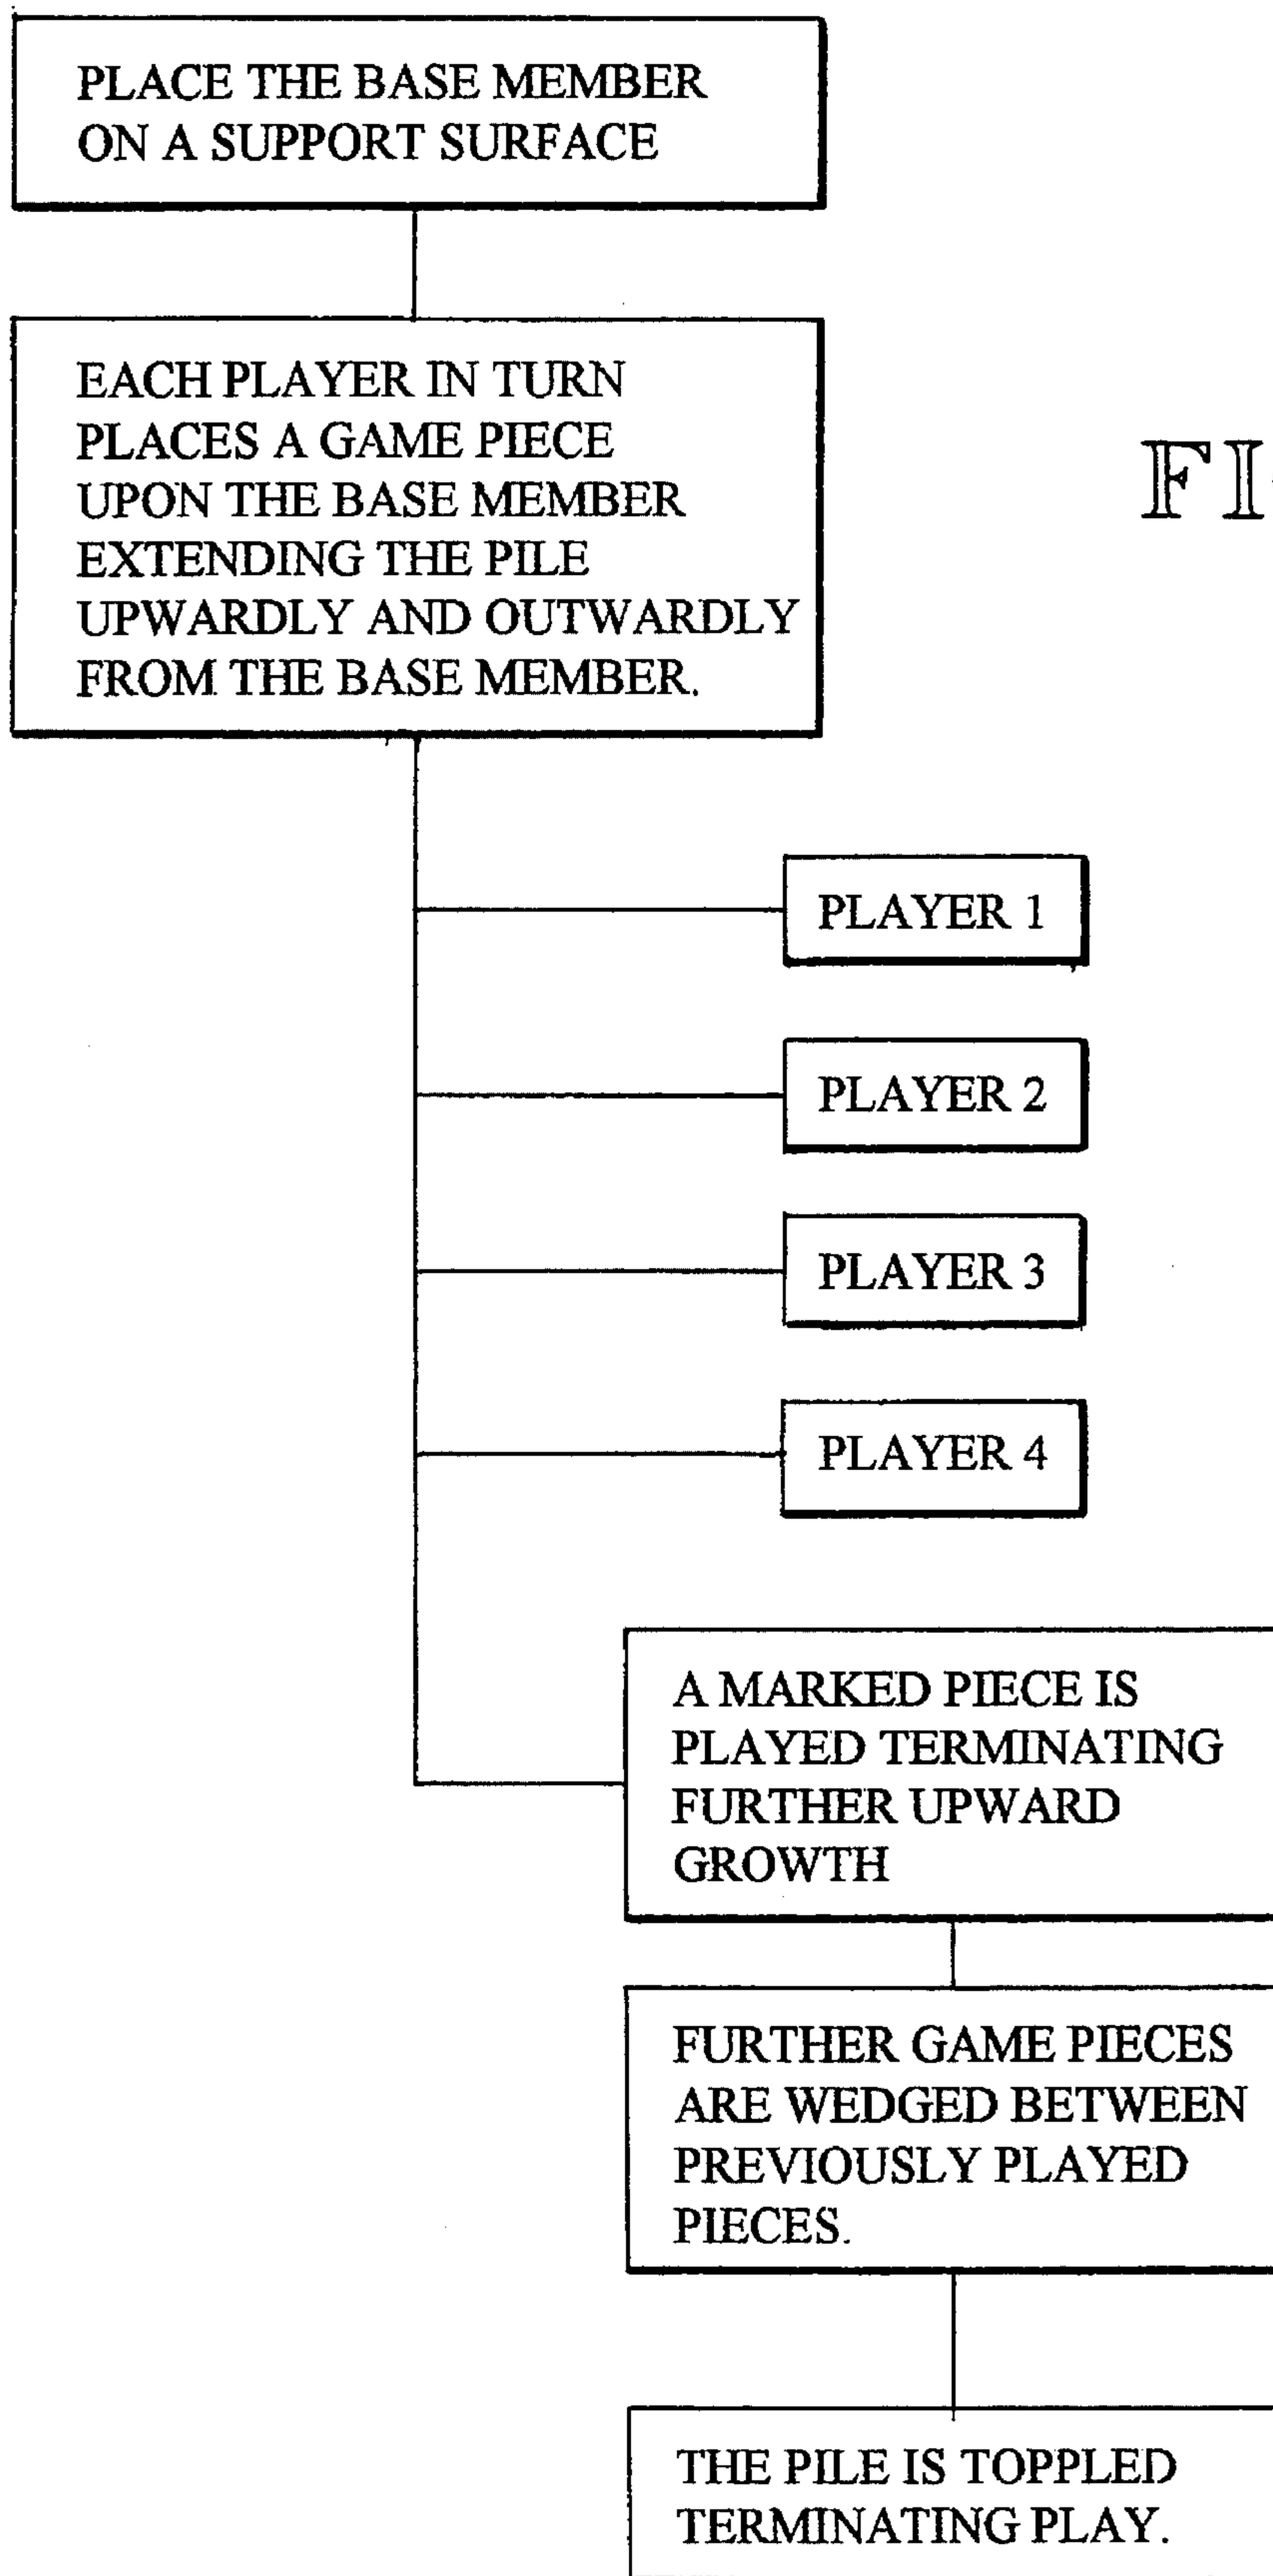 PLACE THE BASE MEMBER
ON A SUPPORT SURFACE
EACH PLAYER IN TURN
PLACES A GAME PIECE
UPON THE BASE MEMBER
EXTENDING THE PILE
UPWARDLY AND OUTWARDLY
FROM THE BASE MEMBER.
FI
PLAYER 1
PLAYER 2
PLAYER 3
PLAYER 4
A MARKED PIECE IS
PLAYED TERMINATING
FURTHER UPWARD
GROWTH
FURTHER GAME PIECES
ARE WEDGED BETWEEN
PREVIOUSLY PLAYED
PIECES.
THE PILE IS TOPPLED
TERMINATING PLAY.